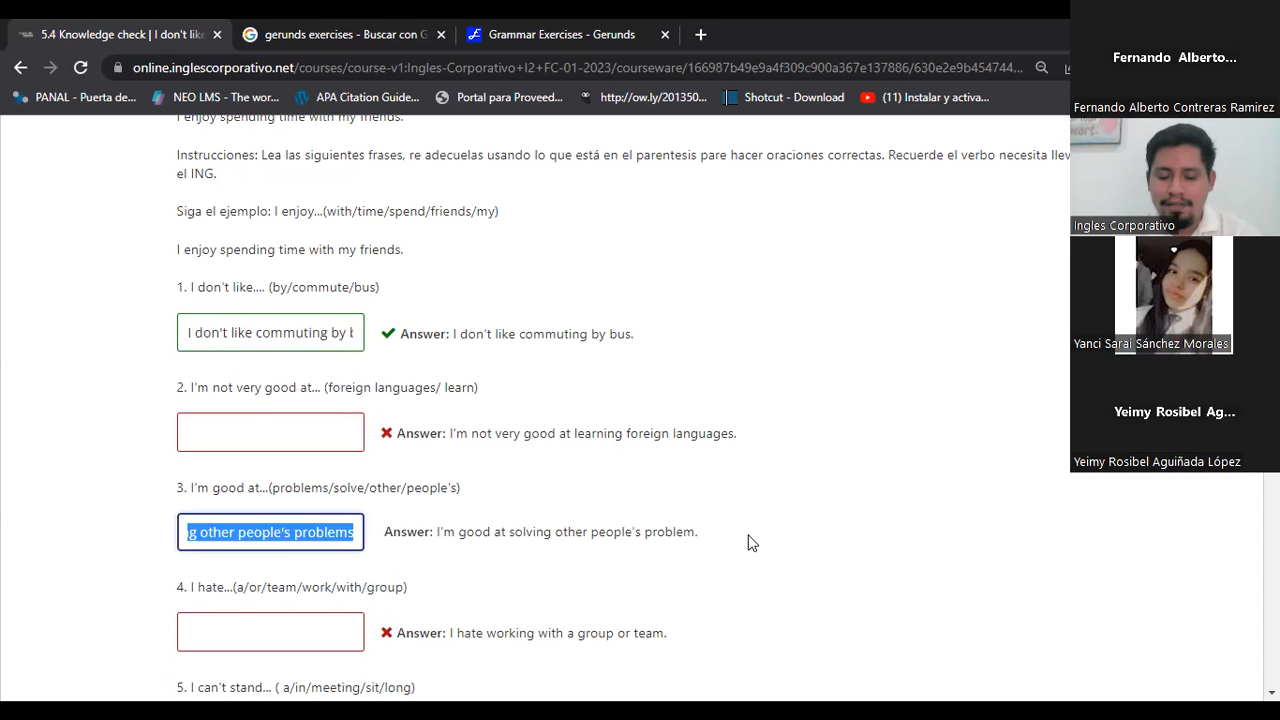 5.4 Knowledge check | I don't like
gerunds exercises - Buscar con G
Grammar Exercises - Gerunds
online.inglescorporativo.net/courses/course-v1:Ingles-Corporativo+I2+FC-01-2023/courseware/166987b49e9a4f309c900a367e137886/630e2e9b454744...
PANAL - Puerta de...
NEO LMS - The wor...
APA Citation Guide...
Portal para Proveed...
http://ow.ly/201350...
Shotcut - Download
(11) Instalar y activa...
I enjoy spending time with my friends.
Instrucciones: Lea las siguientes frases, re adecuelas usando lo que está en el parentesis pare hacer oraciones correctas. Recuerde el verbo necesita lle
el ING.
Siga el ejemplo: I enjoy...(with/time/spend/friends/my)
I enjoy spending time with my friends.
1. I don't like.... (by/commute/bus)
I don't like commuting by b
Answer: I don't like commuting by bus.
2. I'm not very good at... (foreign languages/ learn)
Answer: I'm not very good at learning foreign languages.
3. I'm good at...(problems/solve/other/people's)
g other people's problems
Answer: I'm good at solving other people's problem.
4. I hate...(a/or/team/work/with/group)
Answer: I hate working with a group or team.
5. I can't stand... ( a/in/meeting/sit/long)
Fernando Alberto...
Fernando Alberto Contreras Ramirez
Ingles Corporativo
Yanci Sarai Sánchez Morales
Yeimy Rosibel Ag...
Yeimy Rosibel Aguiñada López